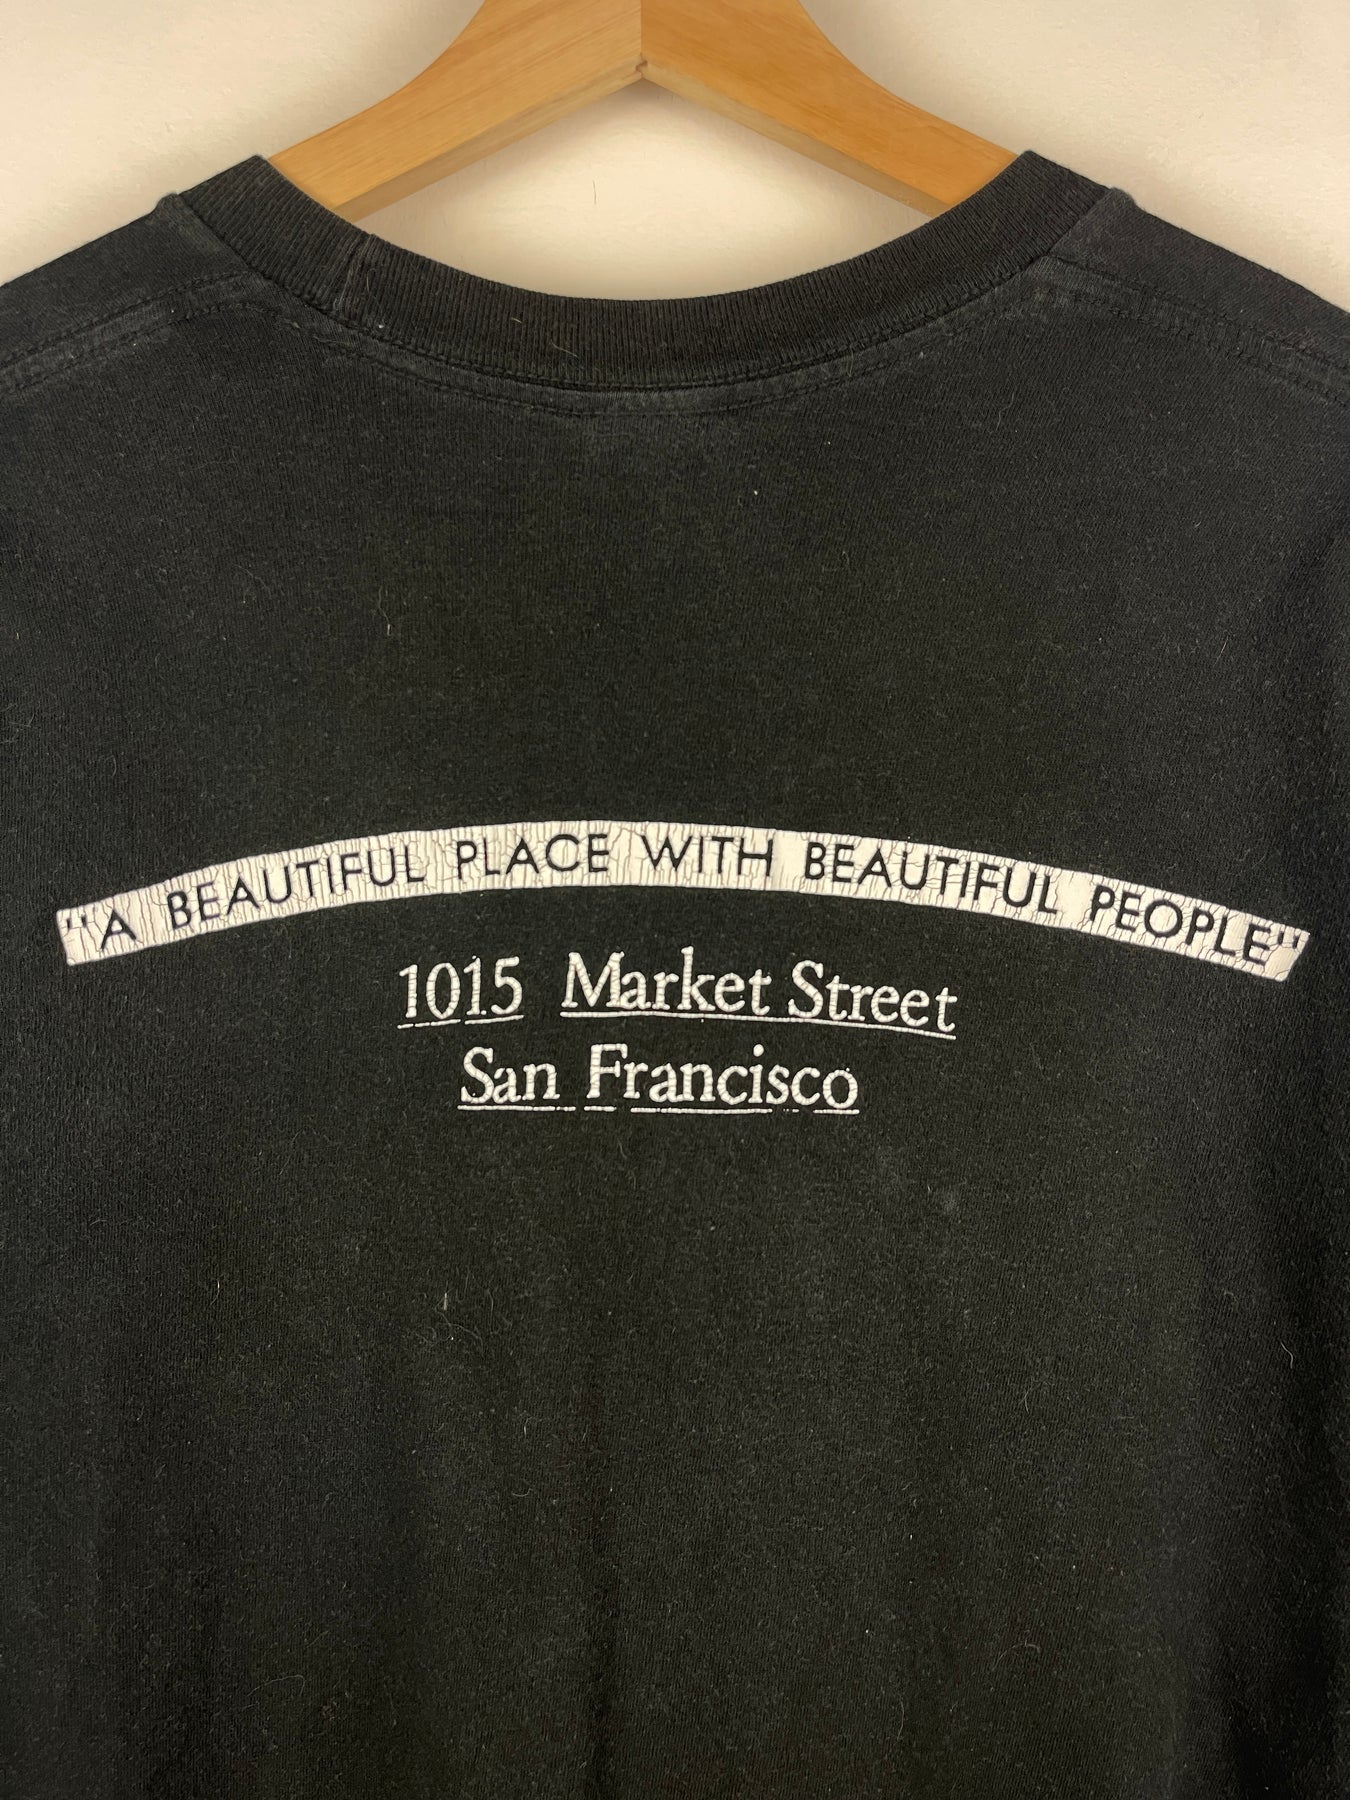 "A BEAUTIFUL PLACE WITH BEAUTIFUL PEOPLE"
1015 Market Street
San Francisco